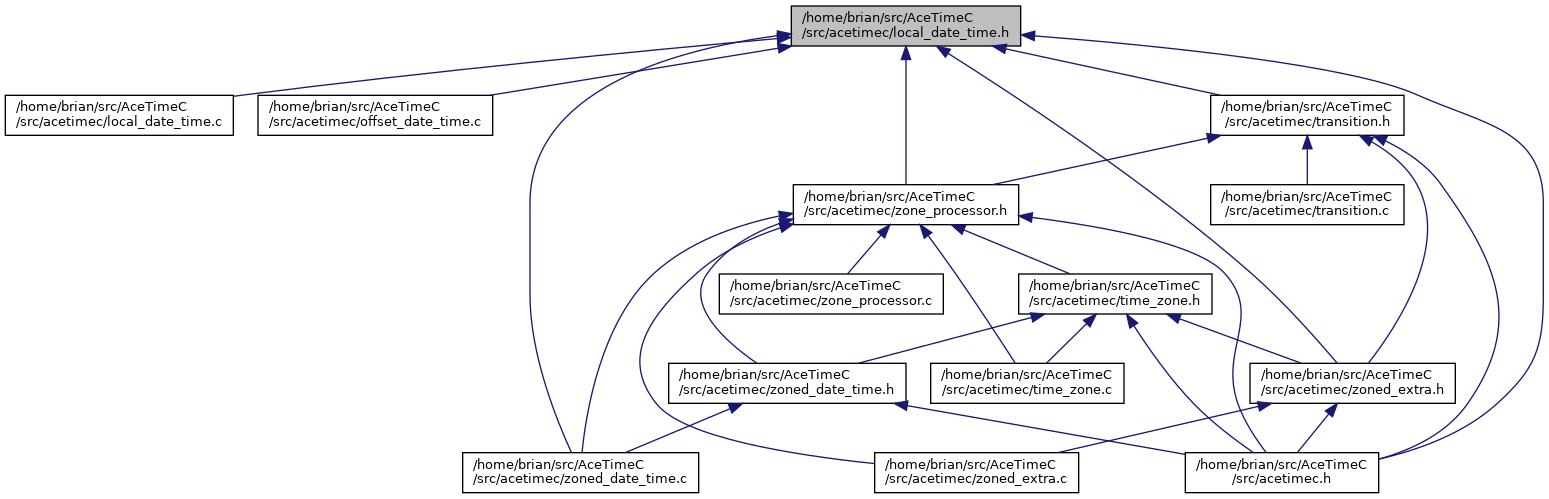 /home/brian/src/AceTimeC
/src/acetimec/local_date_time.h
/home/brian/src/AceTimeC
/src/acetimec/local_date_time.c
/home/brian/src/AceTimeC
/src/acetimec/offset_date_time.c
/home/brian/src/AceTimeC
/src/acetimec/transition.h
/home/brian/src/AceTimeC
/src/acetimec/zone_processor.h
/home/brian/src/AceTimeC
/src/acetimec/transition.c
/home/brian/src/AceTimeC
/src/acetimec/zone_processor.c
/home/brian/src/AceTimeC
/src/acetimec/time_zone.h
/home/brian/src/AceTimeC
/src/acetimec/zoned_date_time.h
/home/brian/src/AceTimeC
/src/acetimec/time_zone.c
/home/brian/src/AceTimeC
/src/acetimec/zoned_extra.h
/home/brian/src/AceTimeC
/src/acetimec/zoned_date_time.c
/home/brian/src/AceTimeC
/src/acetimec/zoned_extra.c
/home/brian/src/AceTimeC
/src/acetimec.h